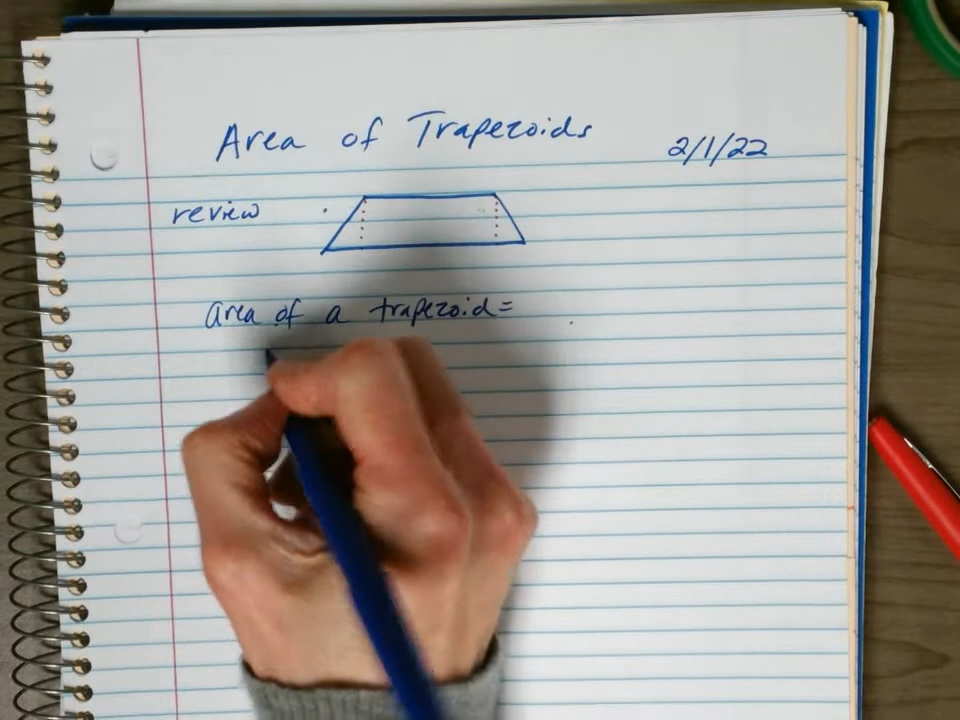 Area of Trapezoids
2/1/22
review
area of a trapezoid=